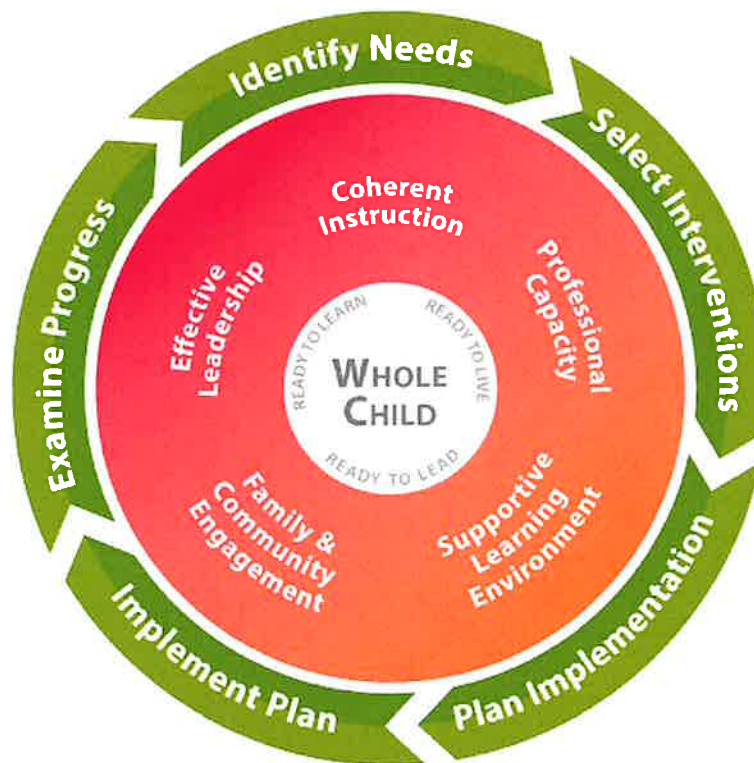 Identify Needs
Select Interventions
Plan Implementation
Implement Plan
Examine Progress
Coherent
Instruction
Professional
Capacity
Supportive
Learning
Environment
Family &
Community
Engagement
Effective
Leadership
READY TO LEARN
READY TO LIVE
READY TO LEAD
WHOLE
CHILD